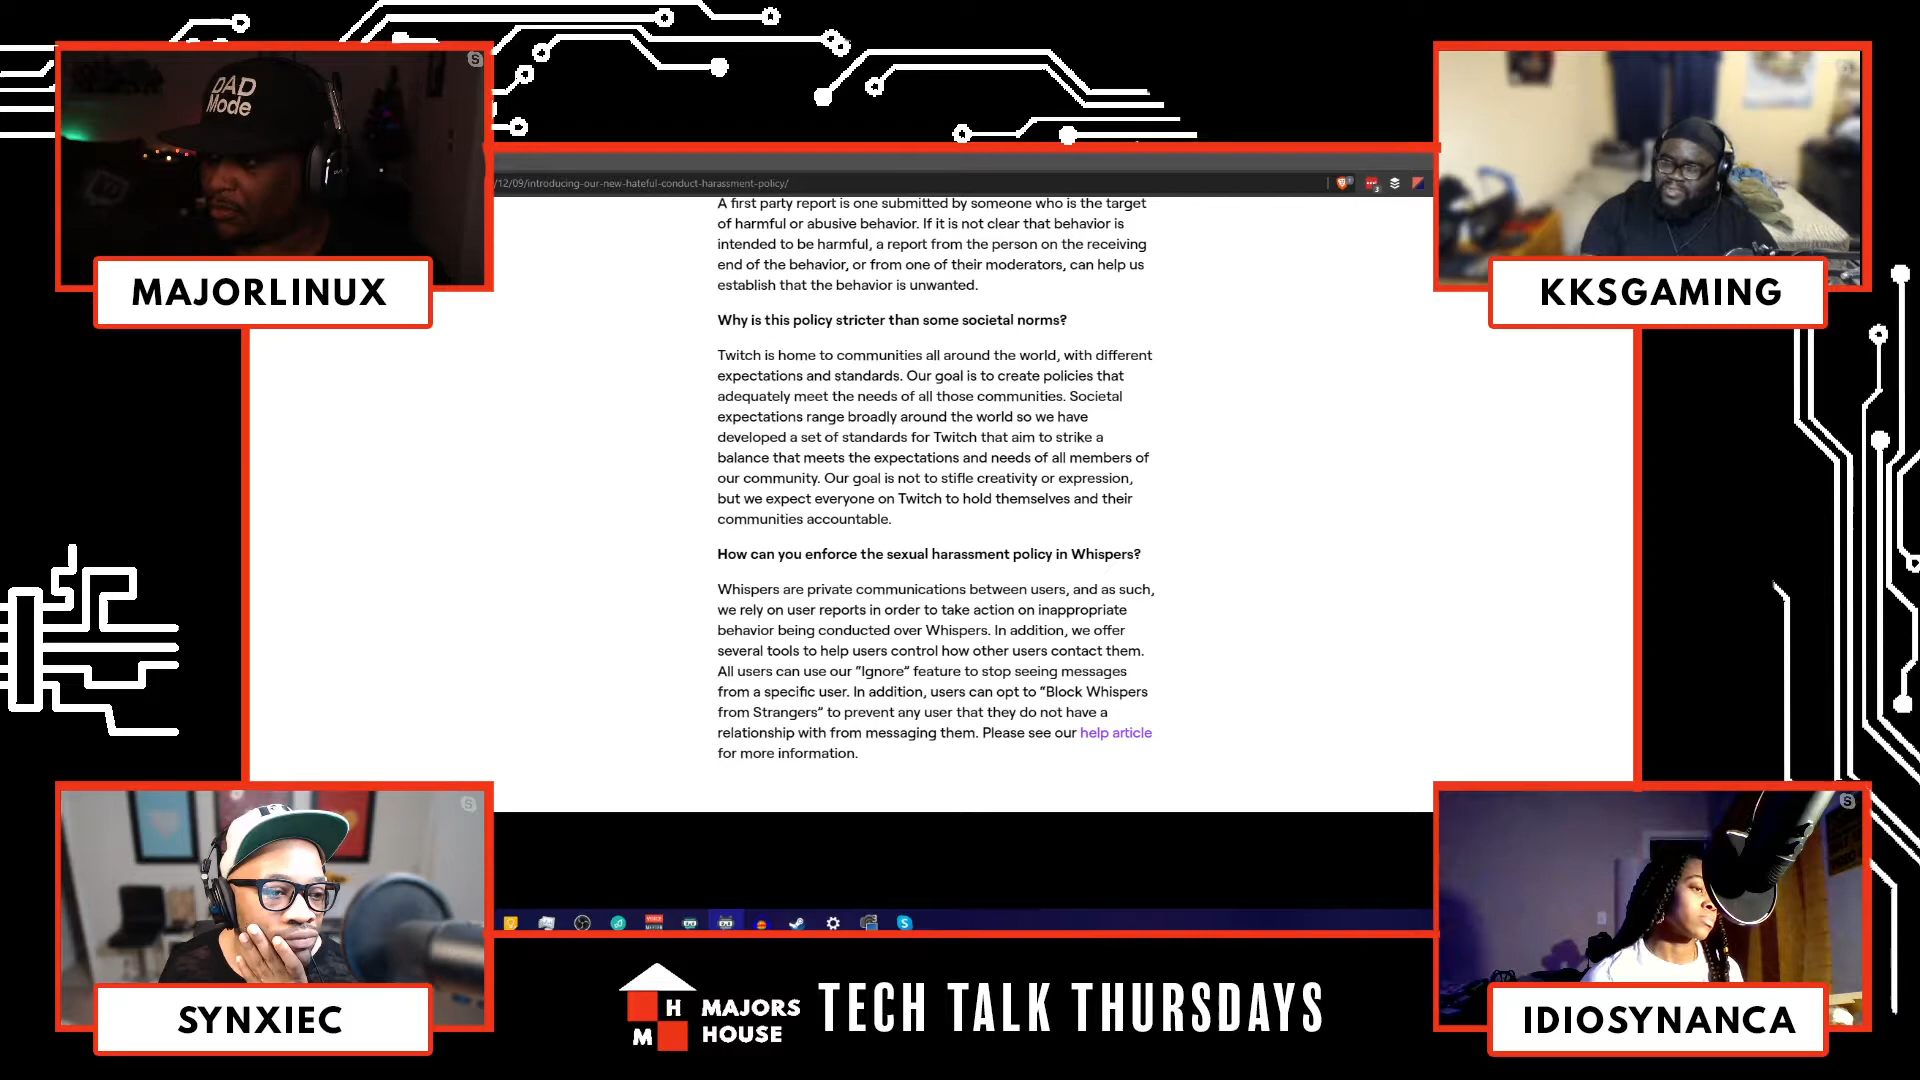 DAD
Mode
MAJORLINUX
KKSGAMING
/12/09/introducing-our-new-hateful-conduct-harassment-policy/
A first party report is one submitted by someone who is the target
of harmful or abusive behavior. If it is not clear that behavior is
intended to be harmful, a report from the person on the receiving
end of the behavior, or from one of their moderators, can help us
establish that the behavior is unwanted.
Why is this policy stricter than some societal norms?
Twitch is home to communities all around the world, with different
expectations and standards. Our goal is to create policies that
adequately meet the needs of all those communities. Societal
expectations range broadly around the world so we have
developed a set of standards for Twitch that aim to strike a
balance that meets the expectations and needs of all members of
our community. Our goal is not to stifle creativity or expression,
but we expect everyone on Twitch to hold themselves and their
communities accountable.
How can you enforce the sexual harassment policy in Whispers?
Whispers are private communications between users, and as such,
we rely on user reports in order to take action on inappropriate
behavior being conducted over Whispers. In addition, we offer
several tools to help users control how other users contact them.
All users can use our “Ignore” feature to stop seeing messages
from a specific user. In addition, users can opt to “Block Whispers
from Strangers” to prevent any user that they do not have a
relationship with from messaging them. Please see our help article
for more information.
SYNXIEC
IDIOSYNANCA
H
M
MAJORS
HOUSE
TECH TALK THURSDAYS